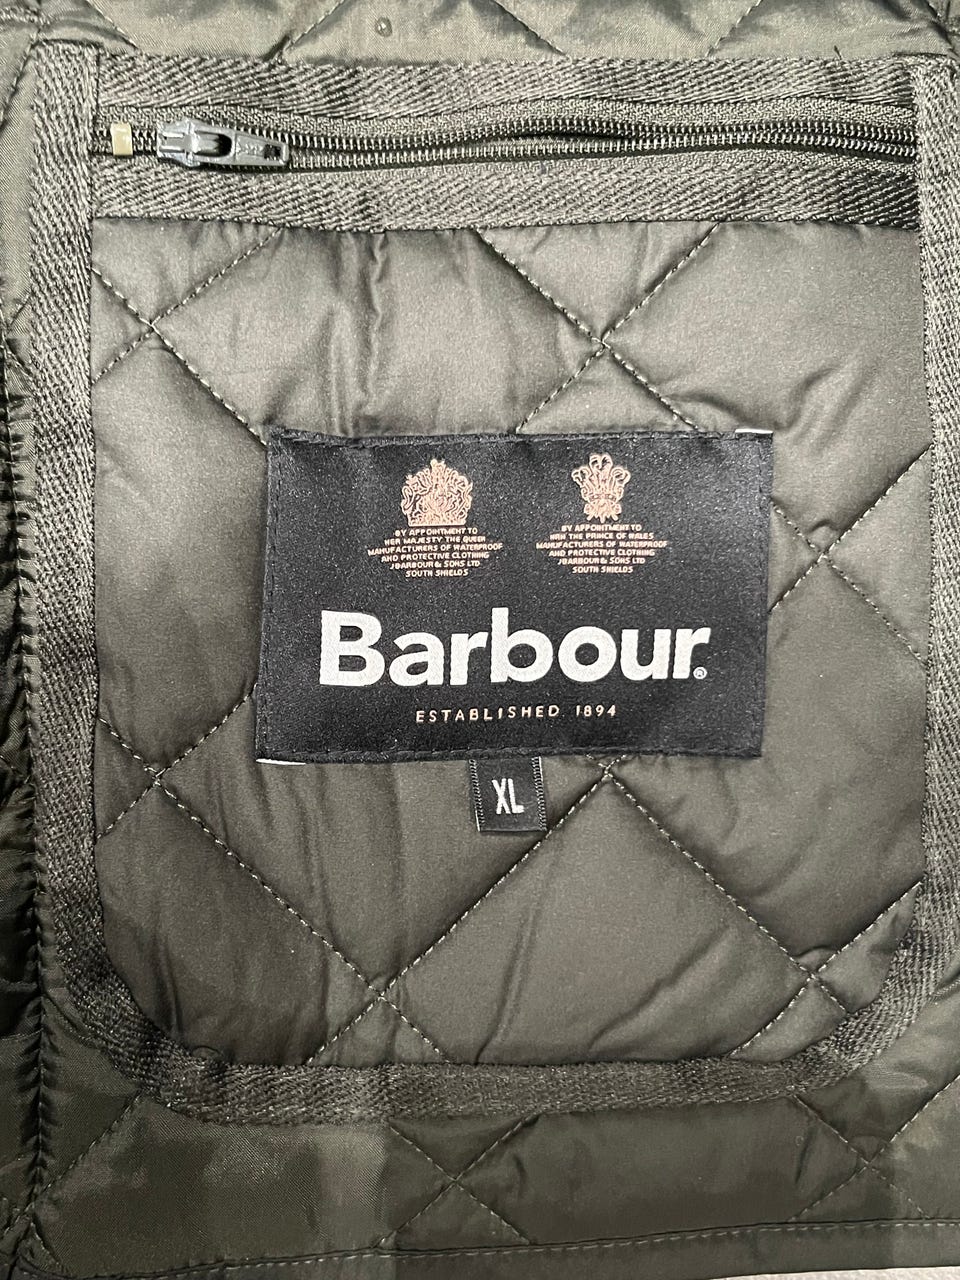 BY APPOINTMENT TO
HER MAJESTY THE QUEEN
MANUFACTURERS OF WATERPROOF
AND PROTECTIVE CLOTHING
J BARBOUR & SONS LTD
SOUTH SHIELDS
BY APPOINTMENT TO
HRH THE PRINCE OF WALES
MANUFACTURERS OF WATERPROOF
AND PROTECTIVE CLOTHING
J BARBOUR & SONS LTD
SOUTH SHIELDS
Barbour®
ESTABLISHED 1894
XL